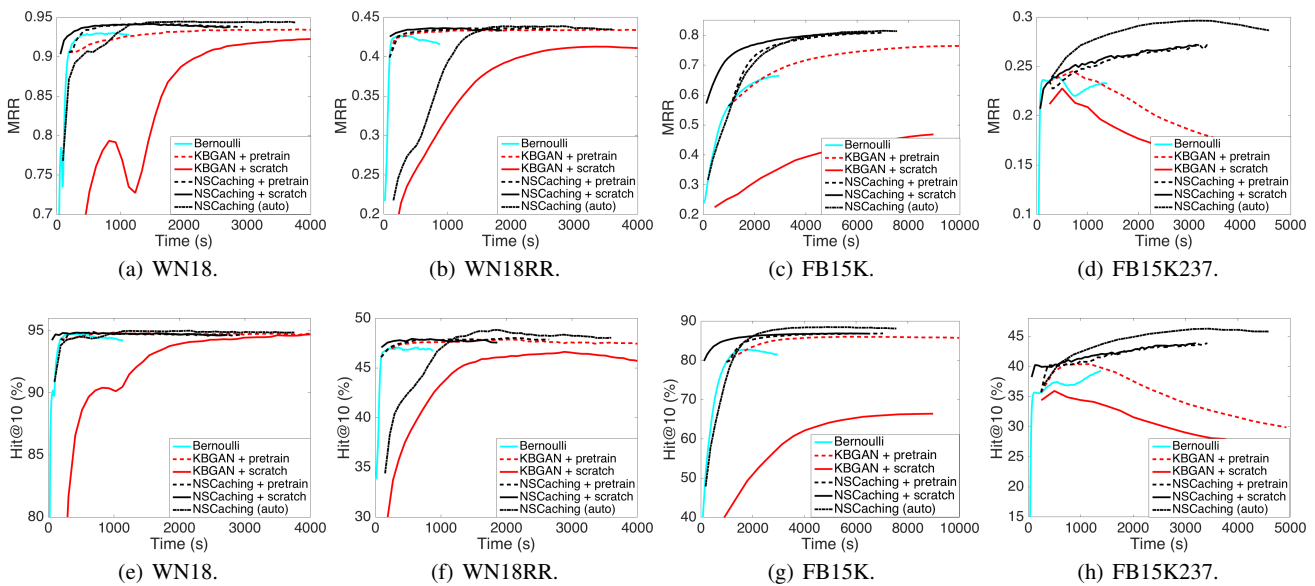 0.95
0.9
0.85
0.8
0.75
0.7
MRR
0 1000 2000 3000 4000
Time (s)
Bernoulli
KBGAN + pretrain
KBGAN + scratch
NSCaching + pretrain
NSCaching + scratch
NSCaching (auto)
(a) WN18.
0.45
0.4
0.35
0.3
0.25
0.2
MRR
0 1000 2000 3000 4000
Time (s)
Bernoulli
KBGAN + pretrain
KBGAN + scratch
NSCaching + pretrain
NSCaching + scratch
NSCaching (auto)
(b) WN18RR.
0.9
0.8
0.7
0.6
0.5
0.4
0.3
0.2
MRR
0 2000 4000 6000 8000 10000
Time (s)
Bernoulli
KBGAN + pretrain
KBGAN + scratch
NSCaching + pretrain
NSCaching + scratch
NSCaching (auto)
(c) FB15K.
0.3
0.25
0.2
0.15
0.1
MRR
0 1000 2000 3000 4000 5000
Time (s)
Bernoulli
KBGAN + pretrain
KBGAN + scratch
NSCaching + pretrain
NSCaching + scratch
NSCaching (auto)
(d) FB15K237.
95
90
85
80
Hit@10 (%)
0 1000 2000 3000 4000
Time (s)
Bernoulli
KBGAN + pretrain
KBGAN + scratch
NSCaching + pretrain
NSCaching + scratch
NSCaching (auto)
(e) WN18.
50
45
40
35
30
Hit@10 (%)
0 1000 2000 3000 4000
Time (s)
Bernoulli
KBGAN + pretrain
KBGAN + scratch
NSCaching + pretrain
NSCaching + scratch
NSCaching (auto)
(f) WN18RR.
90
80
70
60
50
40
Hit@10 (%)
0 2000 4000 6000 8000 10000
Time (s)
Bernoulli
KBGAN + pretrain
KBGAN + scratch
NSCaching + pretrain
NSCaching + scratch
NSCaching (auto)
(g) FB15K.
45
40
35
30
25
20
15
Hit@10 (%)
0 1000 2000 3000 4000 5000
Time (s)
Bernoulli
KBGAN + pretrain
KBGAN + scratch
NSCaching + pretrain
NSCaching + scratch
NSCaching (auto)
(h) FB15K237.